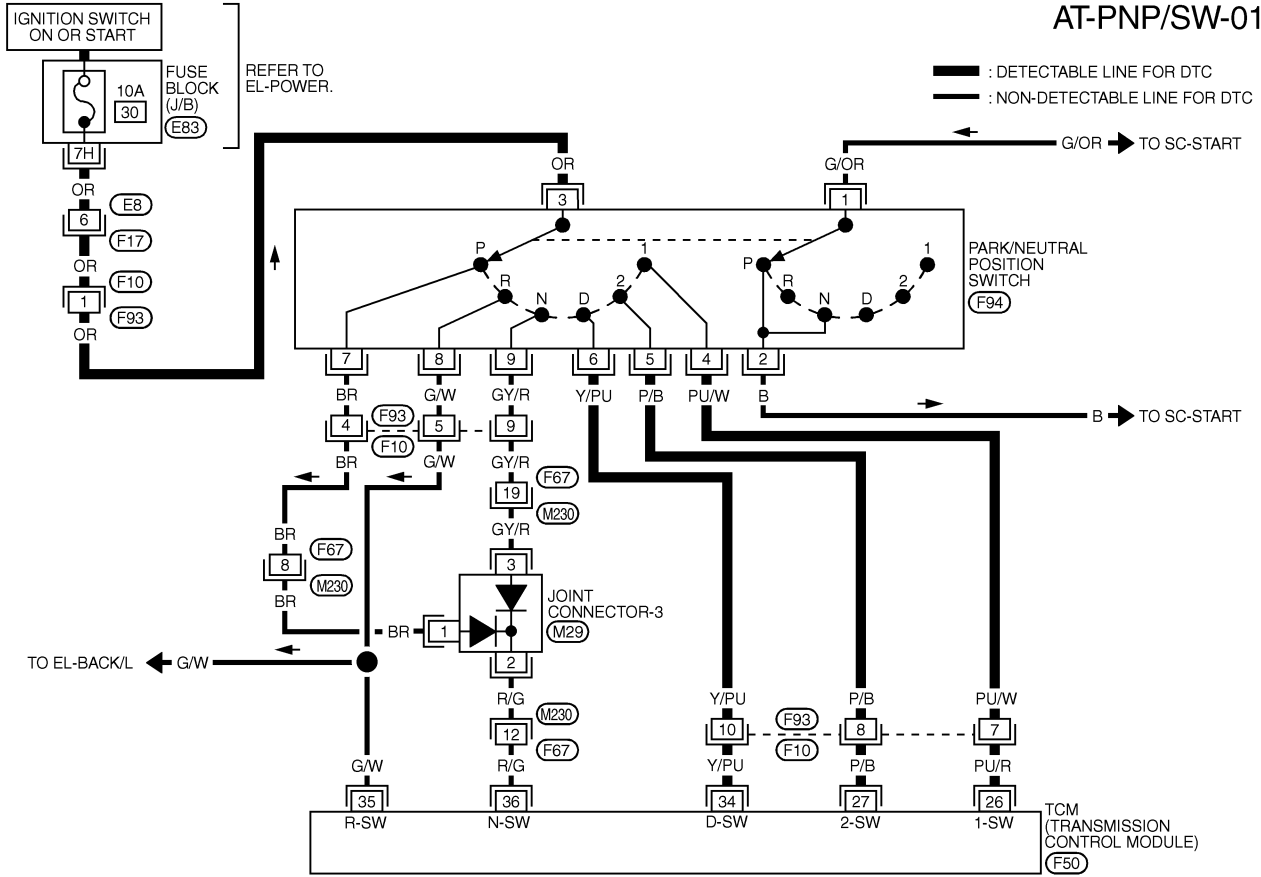 AT-PNP/SW-01
IGNITION SWITCH
ON OR START
FUSE
BLOCK
(J/B)
E83
10A
30
REFER TO
EL-POWER.
: DETECTABLE LINE FOR DTC
: NON-DETECTABLE LINE FOR DTC
7H
OR
6
E8
F17
OR
1
F10
F93
OR
OR
3
G/OR
1
G/OR
TO SC-START
P
R
N
D
2
1
P
R
N
D
2
1
PARK/NEUTRAL
POSITION
SWITCH
F94
7
8
9
6
5
4
2
BR
G/W
GY/R
Y/PU
P/B
PU/W
B
B
TO SC-START
4
F93
F10
5
9
BR
G/W
GY/R
19
F67
M230
GY/R
BR
8
F67
M230
BR
BR
3
1
2
JOINT
CONNECTOR-3
M29
TO EL-BACK/L
G/W
R/G
12
M230
F67
R/G
G/W
Y/PU
P/B
PU/W
10
F93
F10
8
7
Y/PU
P/B
PU/R
35
36
34
27
26
R-SW
N-SW
D-SW
2-SW
1-SW
TCM
(TRANSMISSION
CONTROL MODULE)
F50